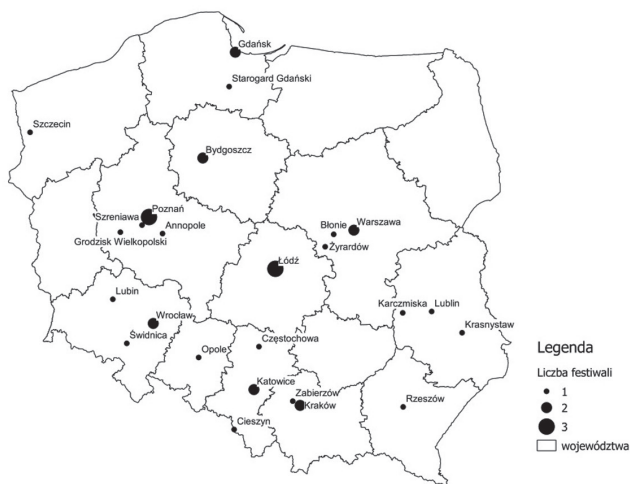 Gdańsk
Starogard Gdański
Szczecin
Bydgoszcz
Poznań
Szreniawa
Annopole
Grodzisk Wielkopolski
Błonie
Warszawa
Żyrardów
Łódź
Lubin
Karczmiska
Lublin
Wrocław
Krasnystaw
Świdnica
Opole
Częstochowa
Katowice
Zabierzów
Kraków
Rzeszów
Cieszyn
Legenda
Liczba festiwali
1
2
3
województwa